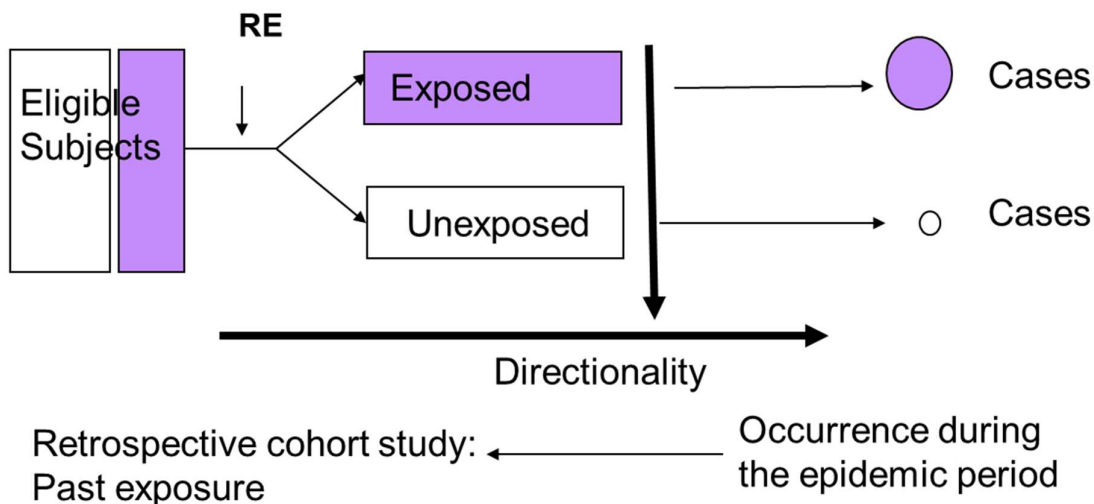 RE
Eligible
Subjects
Exposed
Cases
Unexposed
Cases
Directionality
Retrospective cohort study:
Past exposure
Occurrence during
the epidemic period